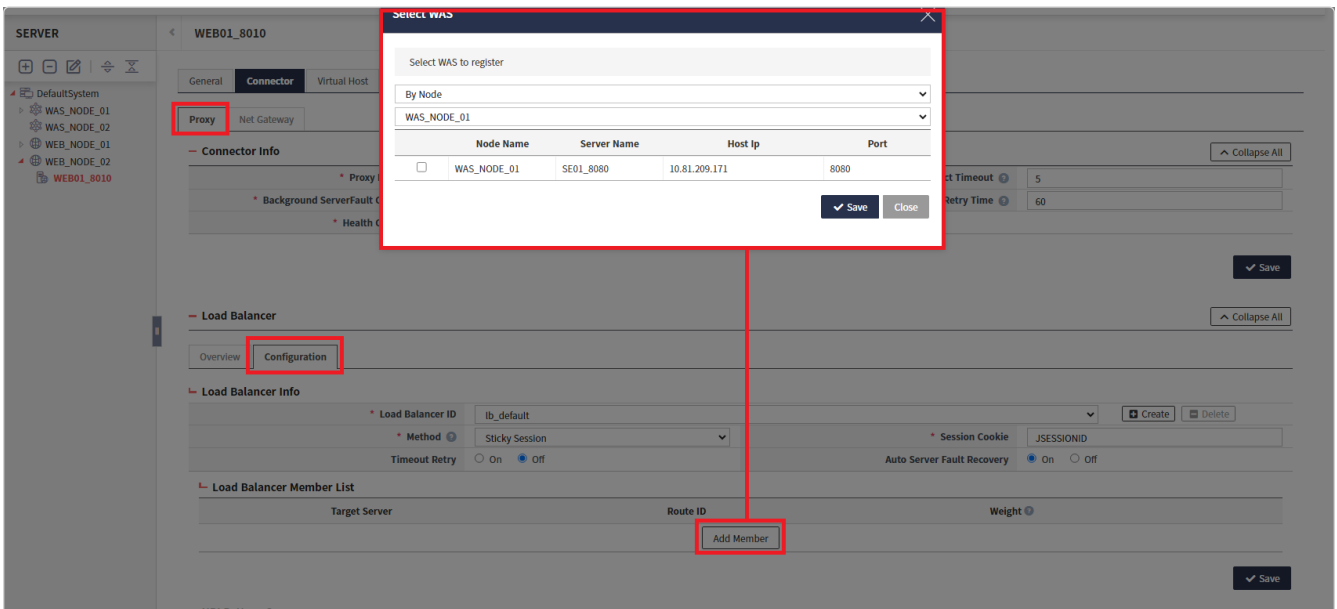 Select WAS
SERVER
WEB01_8010
Select WAS to register
General Connector Virtual Host
By Node
DefaultSystem
WAS_NODE_01
WAS_NODE_01
WAS_NODE_02
Proxy Net Gateway
WEB_NODE_01
Node Name Server Name Host Ip Port
Connector Info
Collapse All
WEB_NODE_02
WAS_NODE_01 SE01_8080 10.81.209.171 8080
WEB01_8010
* Proxy
ct Timeout 5
* Background ServerFault
Retry Time 60
Save Close
* Health
Save
Load Balancer
Collapse All
Overview Configuration
Load Balancer Info
* Load Balancer ID lb_default Create Delete
* Method Sticky Session * Session Cookie JSESSIONID
Timeout Retry On Off Auto Server Fault Recovery On Off
Load Balancer Member List
Target Server Route ID Weight
Add Member
Save